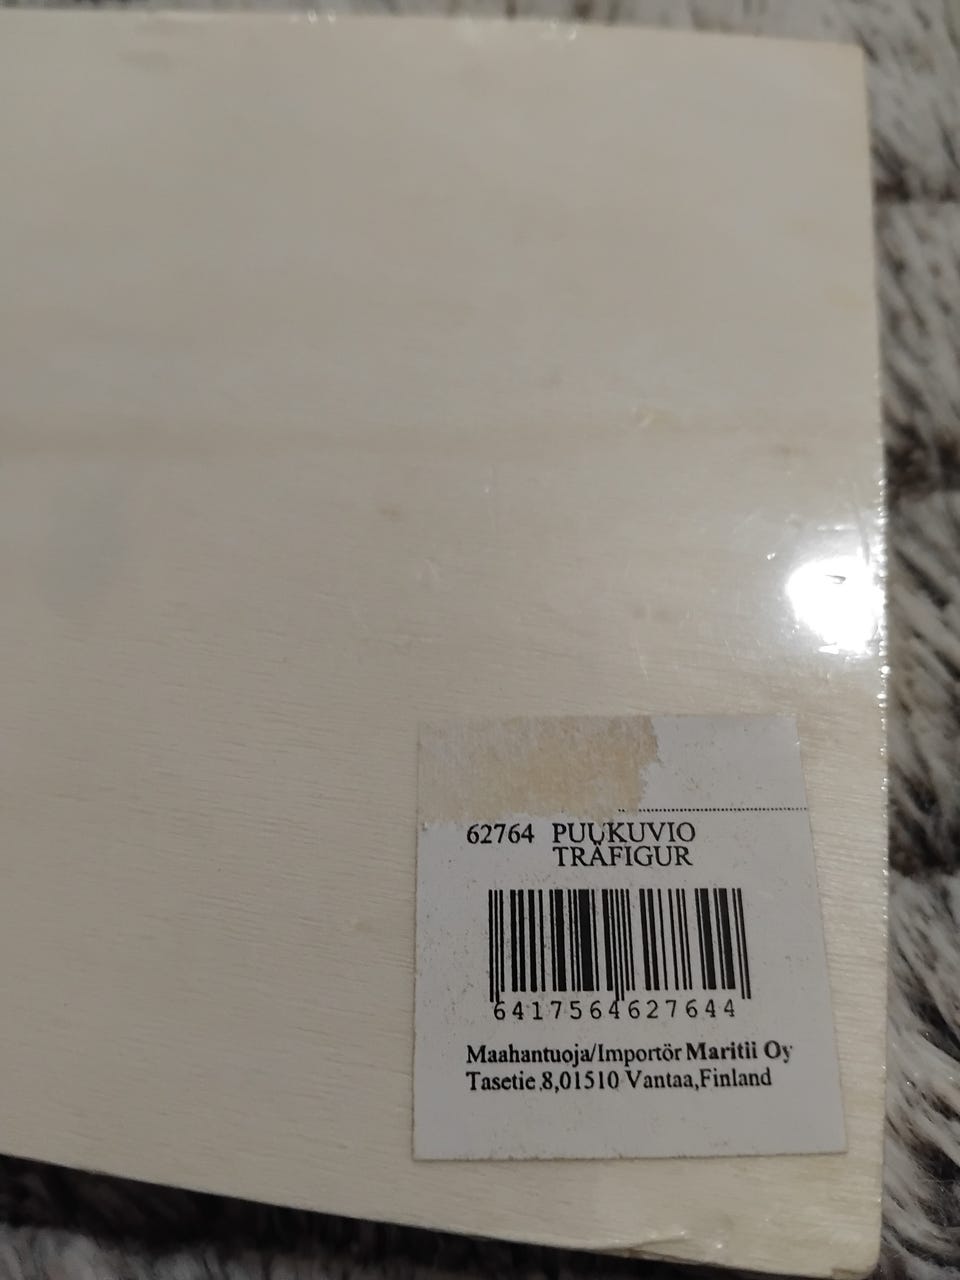 62764 PUUKUVIO
TRÄFIGUR
6417564627644
Maahantuoja/Importör Maritii Oy
Tasetie 8,01510 Vantaa,Finland